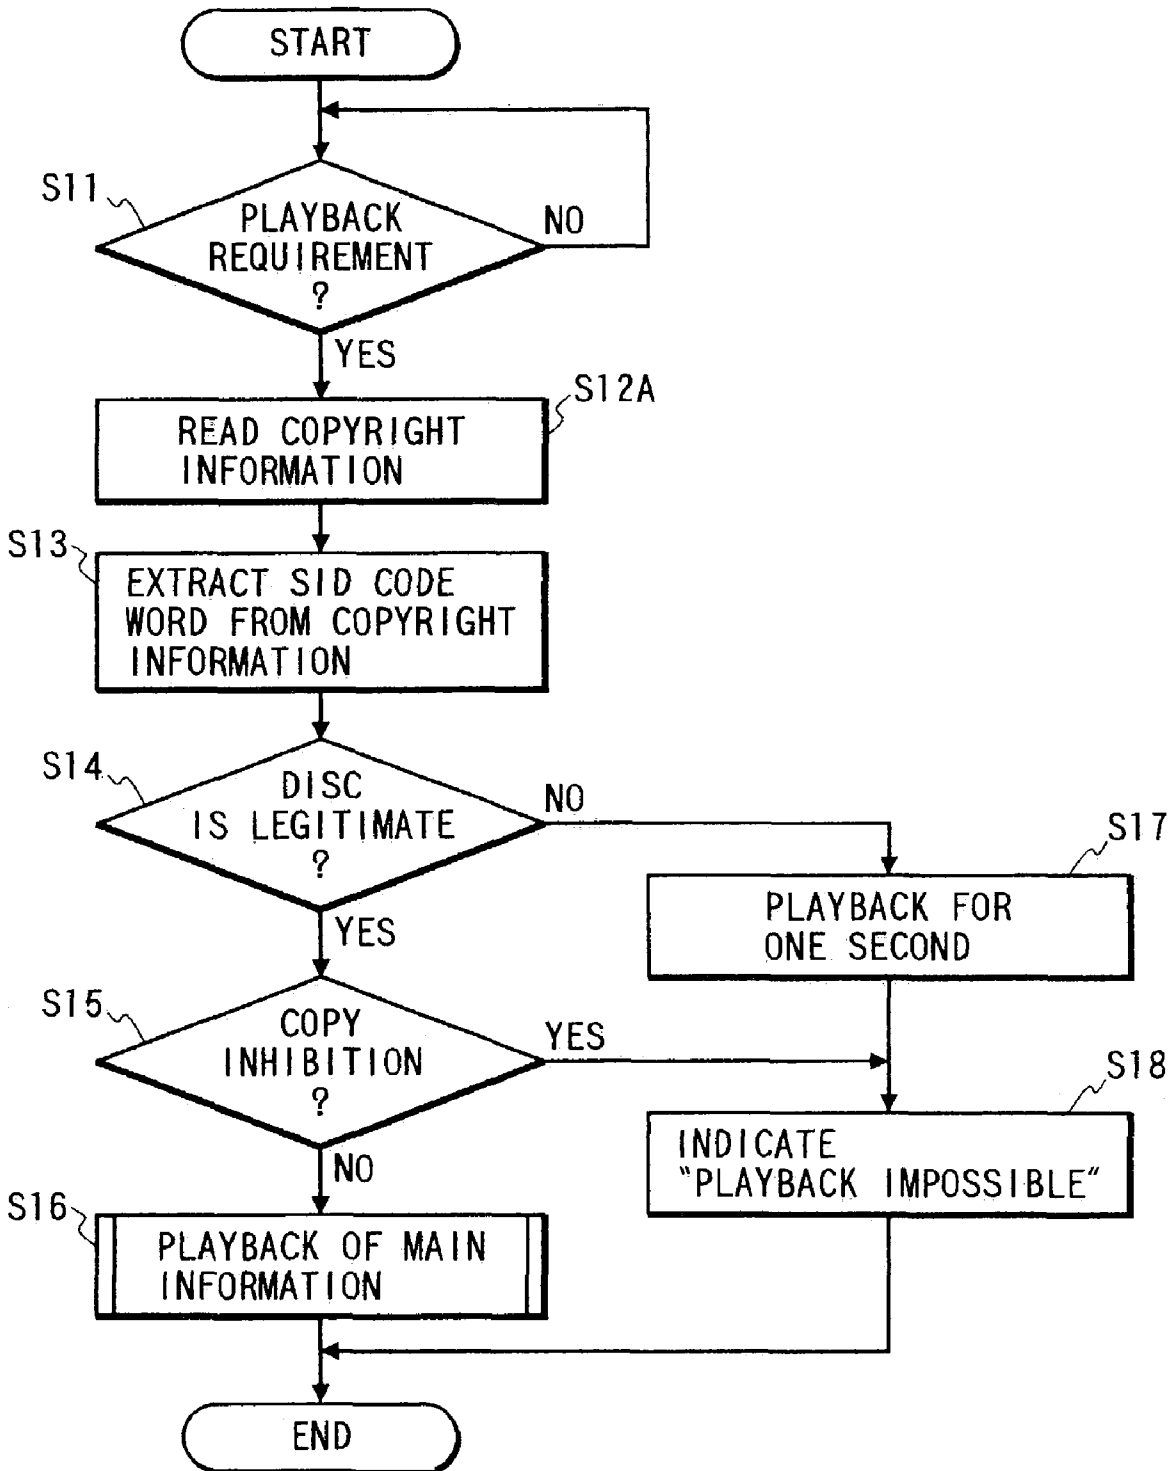 START
S11
PLAYBACK
REQUIREMENT
?
NO
YES
S12A
READ COPYRIGHT
INFORMATION
S13
EXTRACT SID CODE
WORD FROM COPYRIGHT
INFORMATION
S14
DISC
IS LEGITIMATE
?
NO
YES
S17
PLAYBACK FOR
ONE SECOND
S15
COPY
INHIBITION
?
YES
NO
S18
INDICATE
"PLAYBACK IMPOSSIBLE"
S16
PLAYBACK OF MAIN
INFORMATION
END